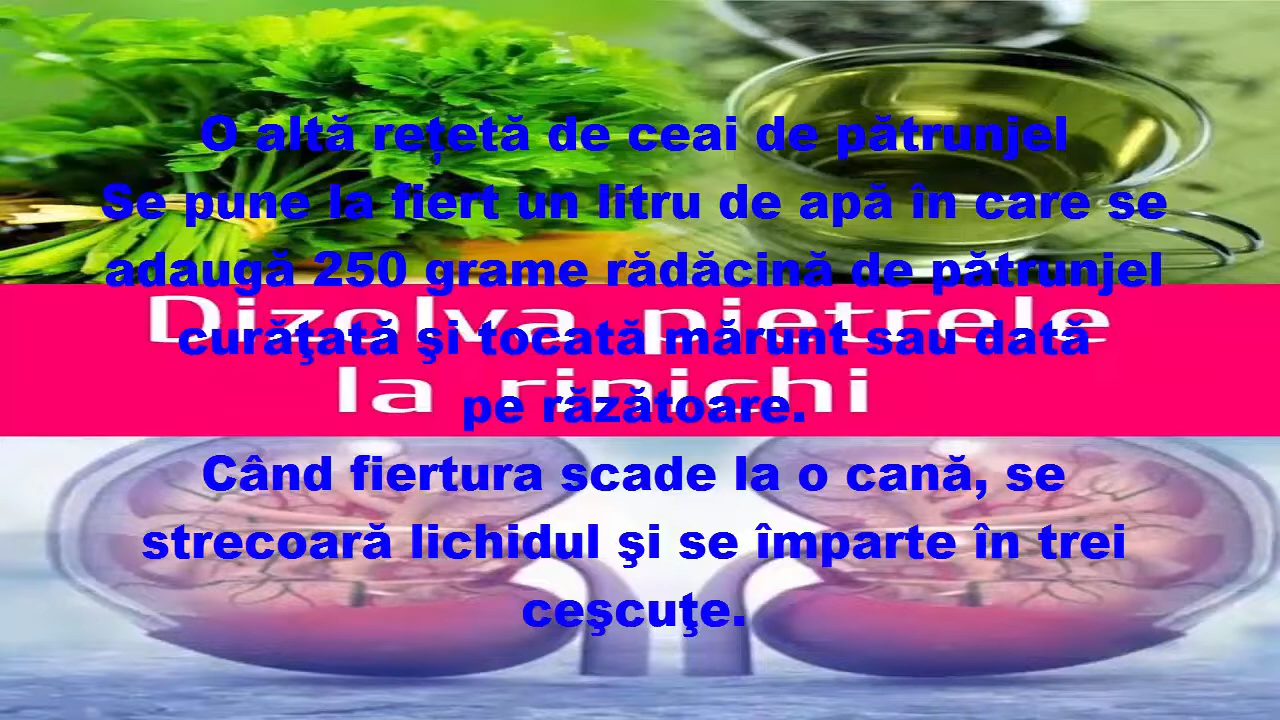 O altă rețetă de ceai de pătrunjel
Se pune la fiert un litru de apă în care se
adaugă 250 grame rădăcină de pătrunjel
Dizolva pietrele
curăţată şi tocată mărunt sau dată
la rinichi
pe răzătoare.
Când fiertura scade la o cană, se
strecoară lichidul şi se împarte în trei
ceşcuţe.